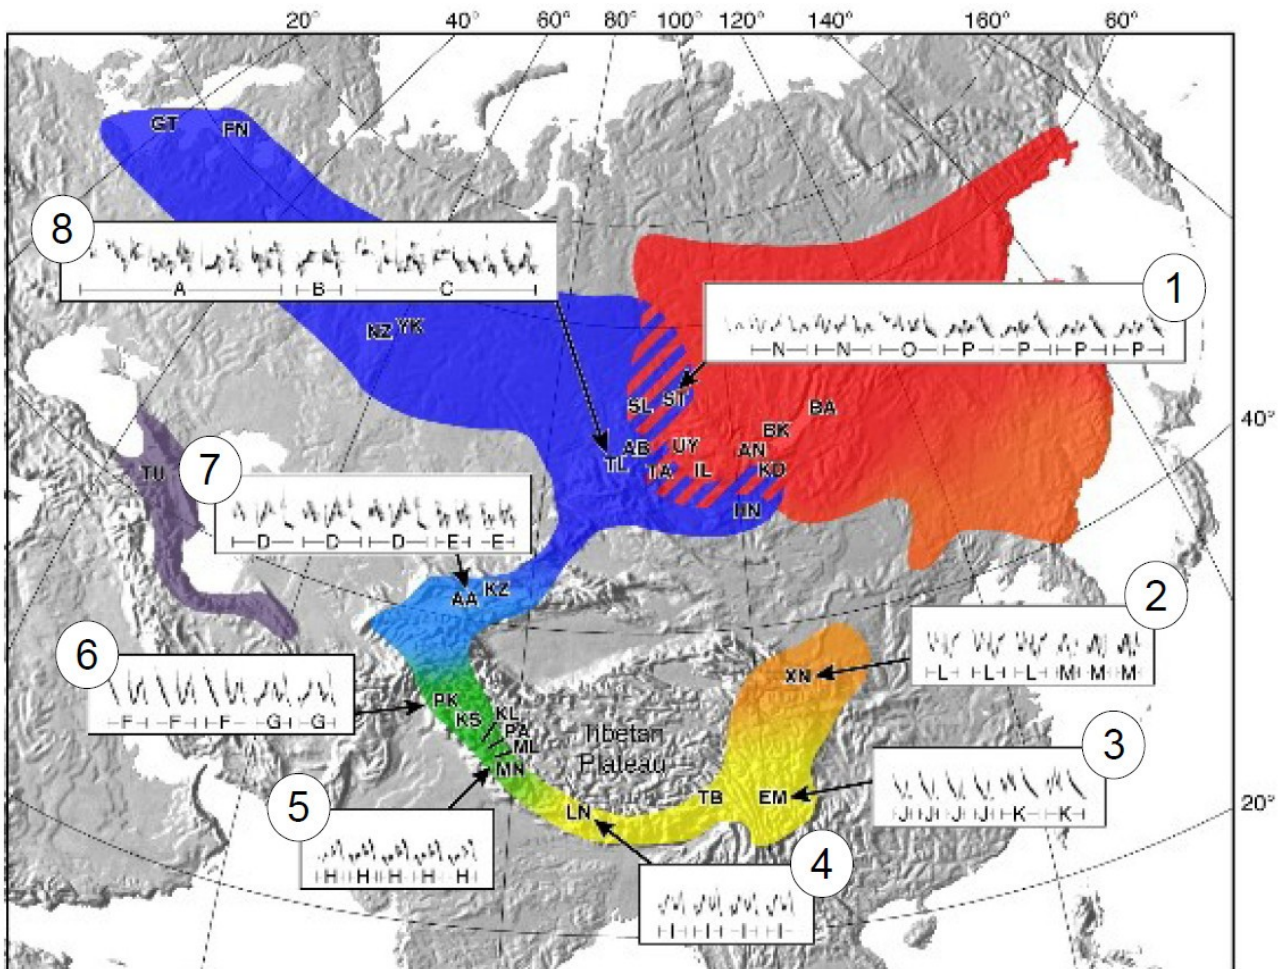 20° 40° 60° 80° 100° 120° 140° 160° 60°
GT
FN
8
A B C
1
N N O P P P P
NZ YK
SL ST
BA
40°
BK
AB UY AN
TL TA IL KD
TU
7
HN
D D D E E
KZ
AA
2
L L L M M M
6
XN
F F F G G
PK
KS KL
PA
ML
Tibetan
Plateau
3
MN
TB EM
J J J J K K
20°
5
LN
H H H H H
4
I I I I